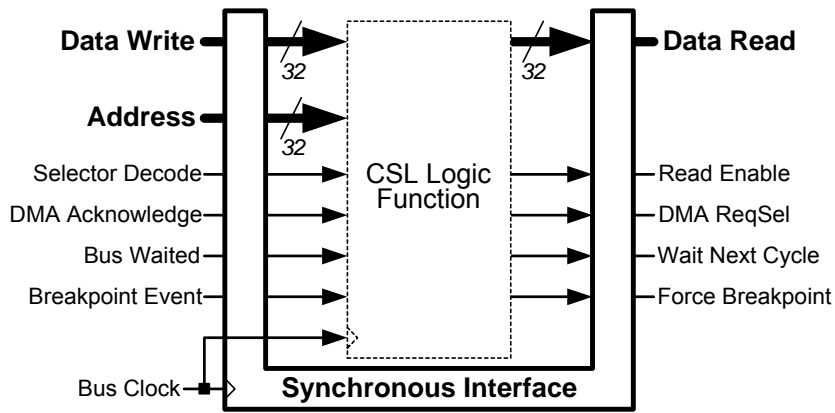 Data Write
32
32
Data Read
Address
32
Selector Decode
CSL Logic
Function
Read Enable
DMA Acknowledge
DMA ReqSel
Bus Waited
Wait Next Cycle
Breakpoint Event
Force Breakpoint
Bus Clock
Synchronous Interface